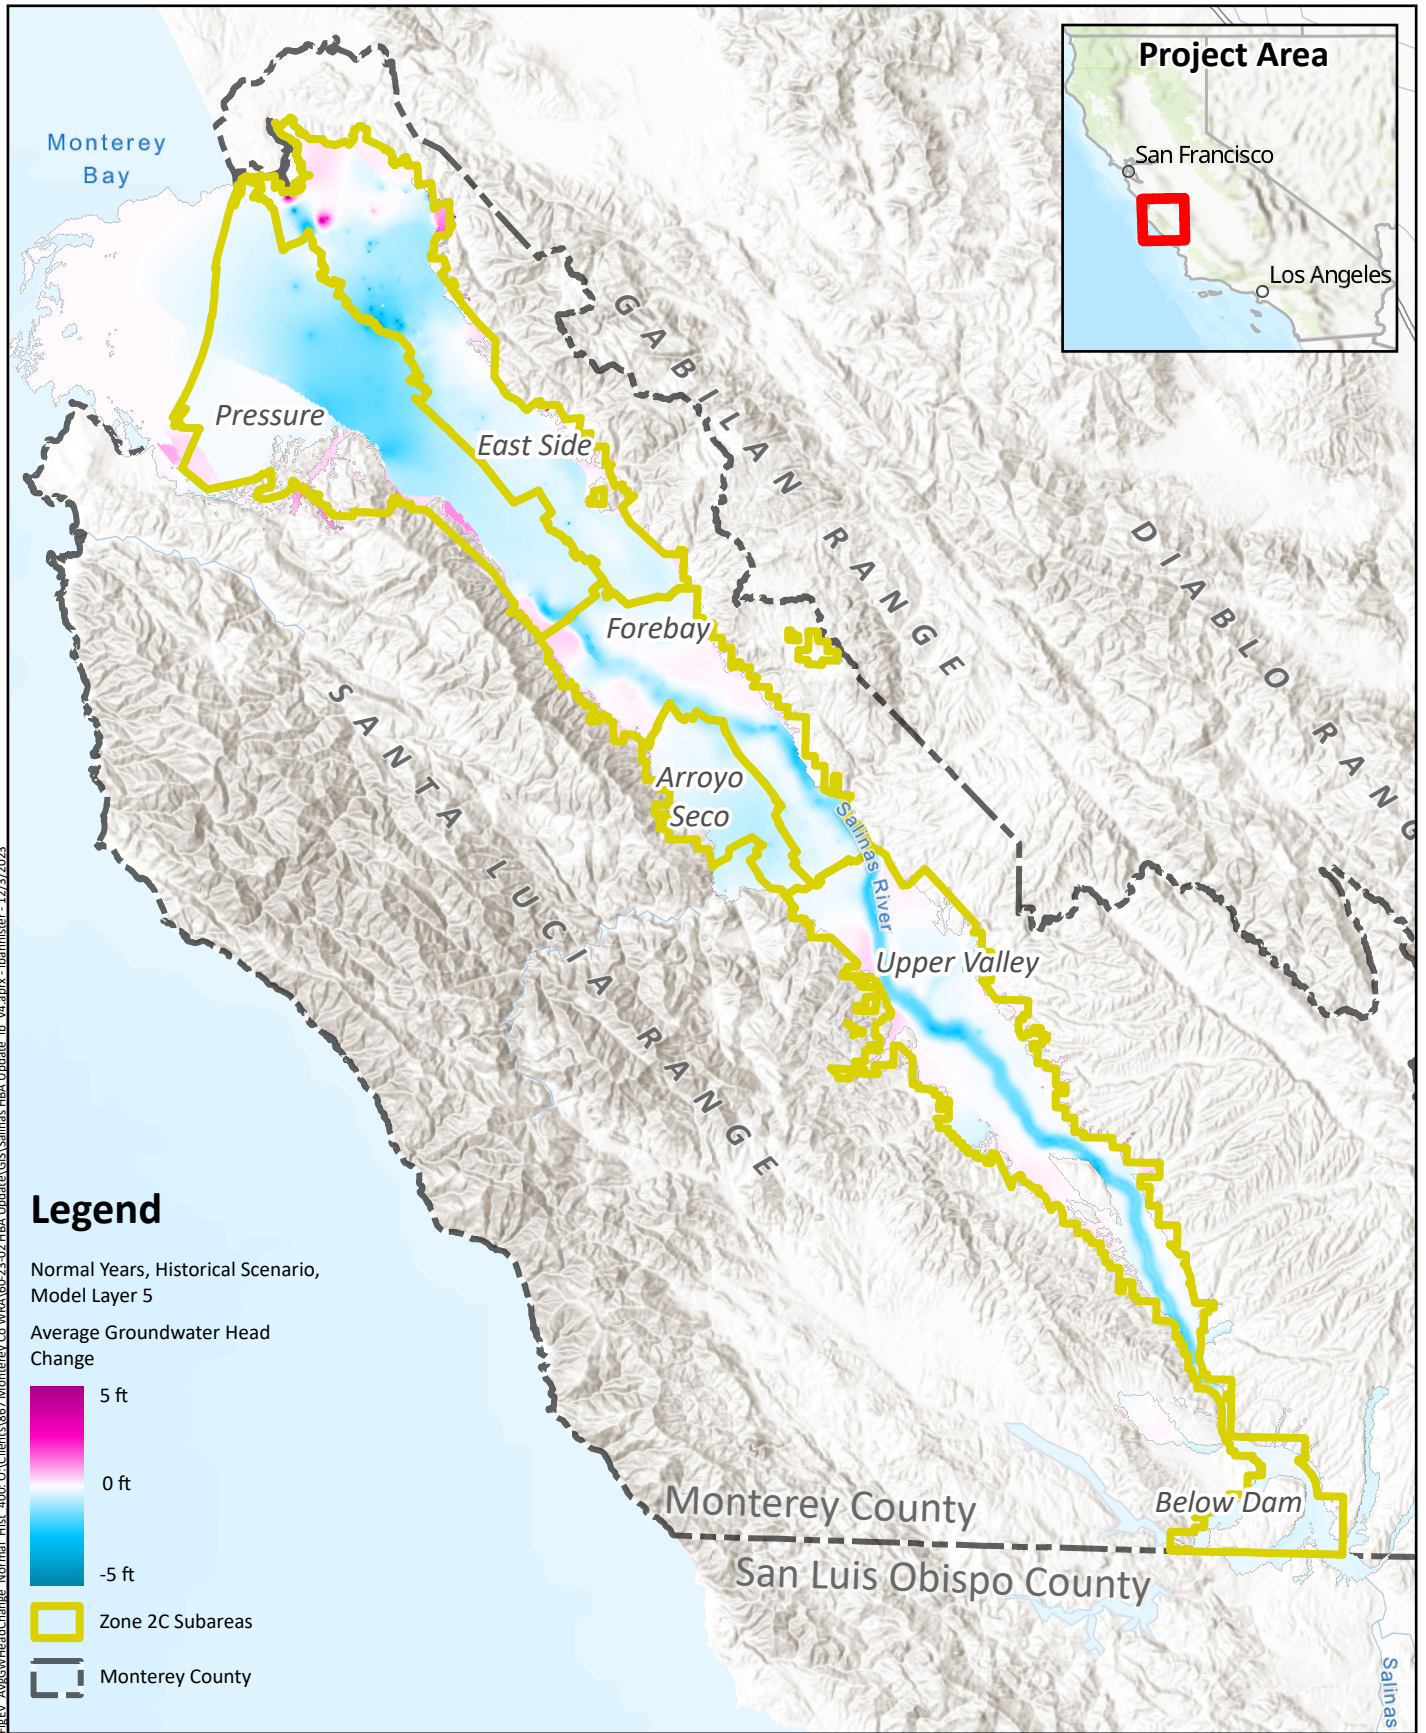 Project Area
San Francisco
Los Angeles
Monterey
Bay
GABILAN RANGE
DIABLO RANG
Pressure
East Side
Forebay
SANTA LUCIA RANGE
Arroyo
Seco
Salinas River
Upper Valley
Below Dam
Monterey County
San Luis Obispo County
Salinas
Legend
Normal Years, Historical Scenario,
Model Layer 5
Average Groundwater Head
Change
5 ft
0 ft
-5 ft
Zone 2C Subareas
Monterey County